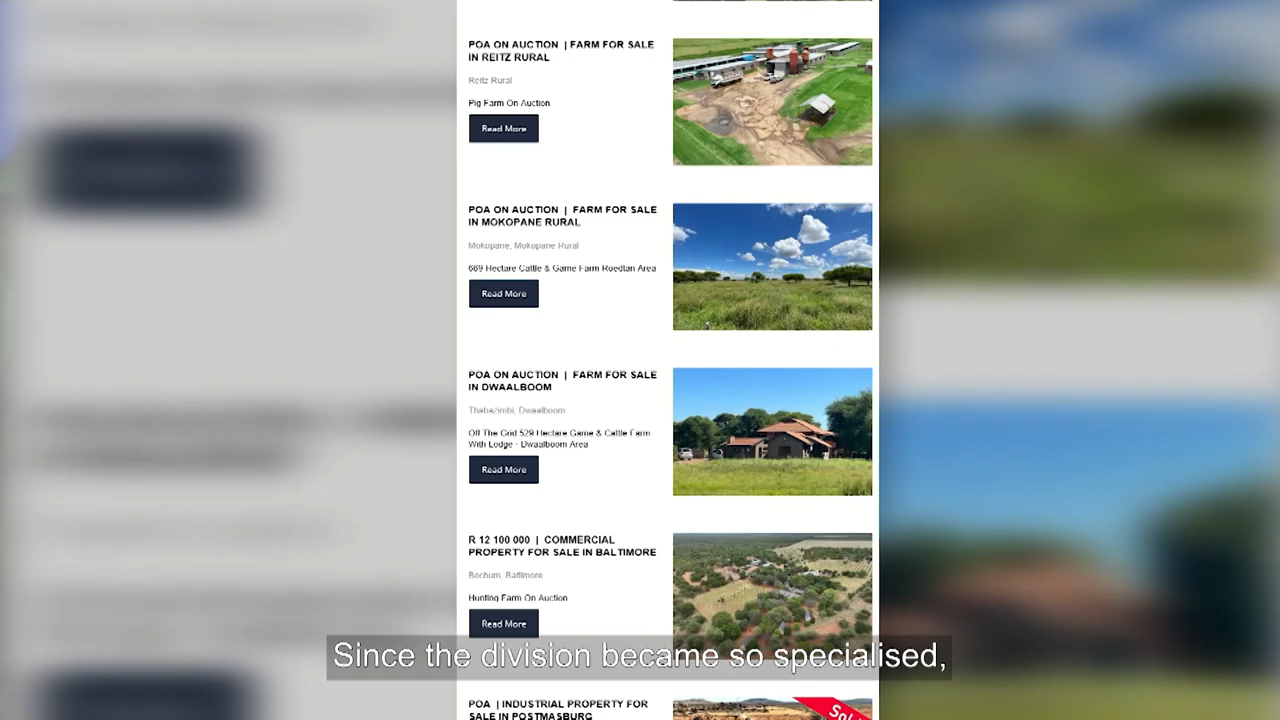 POA ON AUCTION | FARM FOR SALE
IN REITZ RURAL
Reitz Rural
Pig Farm On Auction
Read More
POA ON AUCTION | FARM FOR SALE
IN MOKOPANE RURAL
Mokopane, Mokopane Rural
669 Hectare Cattle & Game Farm Roedtan Area
Read More
POA ON AUCTION | FARM FOR SALE
IN DWAALBOOM
Thabazimbi, Dwaalboom
Off The Grid 529 Hectare Game & Cattle Farm
With Lodge - Dwaalboom Area
Read More
R 12 100 000 | COMMERCIAL
PROPERTY FOR SALE IN BALTIMORE
Bochum, Baltimore
Hunting Farm On Auction
Read More
Since the division became so specialised,
POA | INDUSTRIAL PROPERTY FOR
SALE IN POSTMASBURG
Sold